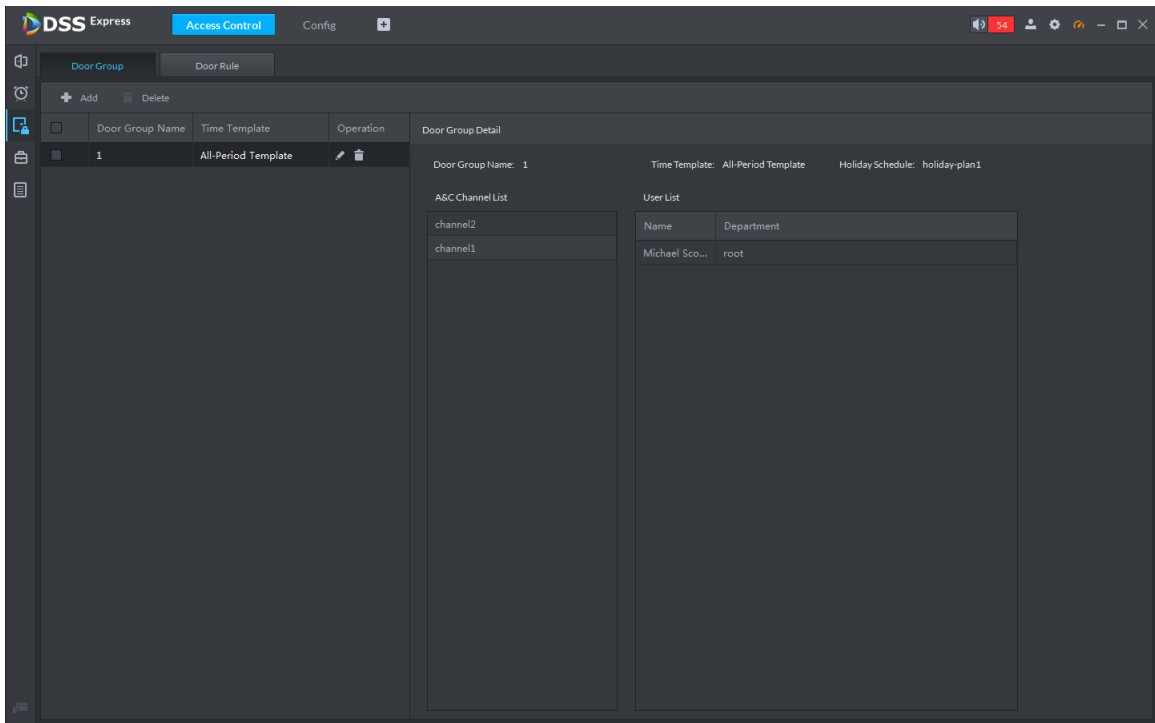 DSS Express Access Control Config 54
Door Group Door Rule
Add Delete
Door Group Name Time Template Operation
1 All-Period Template
Door Group Detail
Door Group Name: 1 Time Template: All-Period Template Holiday Schedule: holiday-plan1
A&C Channel List User List
channel2
channel1
Name Department
Michael Sco... root